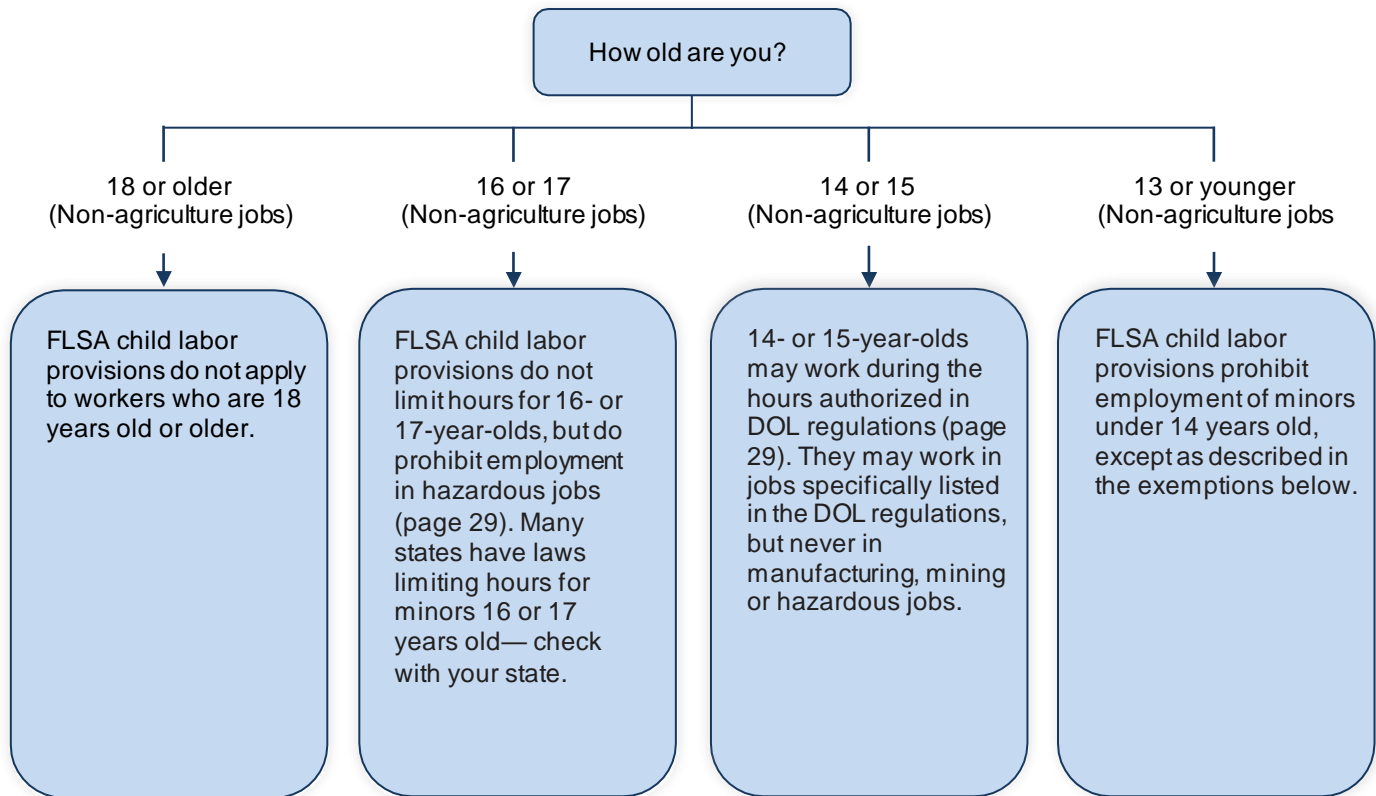 How old are you?
18 or older
(Non-agriculture jobs)
16 or 17
(Non-agriculture jobs)
14 or 15
(Non-agriculture jobs)
13 or younger
(Non-agriculture jobs
FLSA child labor
provisions do not apply
to workers who are 18
years old or older.
FLSA child labor
provisions do not
limit hours for 16- or
17-year-olds, but do
prohibit employment
in hazardous jobs
(page 29). Many
states have laws
limiting hours for
minors 16 or 17
years old— check
with your state.
14- or 15-year-olds
may work during the
hours authorized in
DOL regulations (page
29). They may work in
jobs specifically listed
in the DOL regulations,
but never in
manufacturing, mining
or hazardous jobs.
FLSA child labor
provisions prohibit
employment of minors
under 14 years old,
except as described in
the exemptions below.